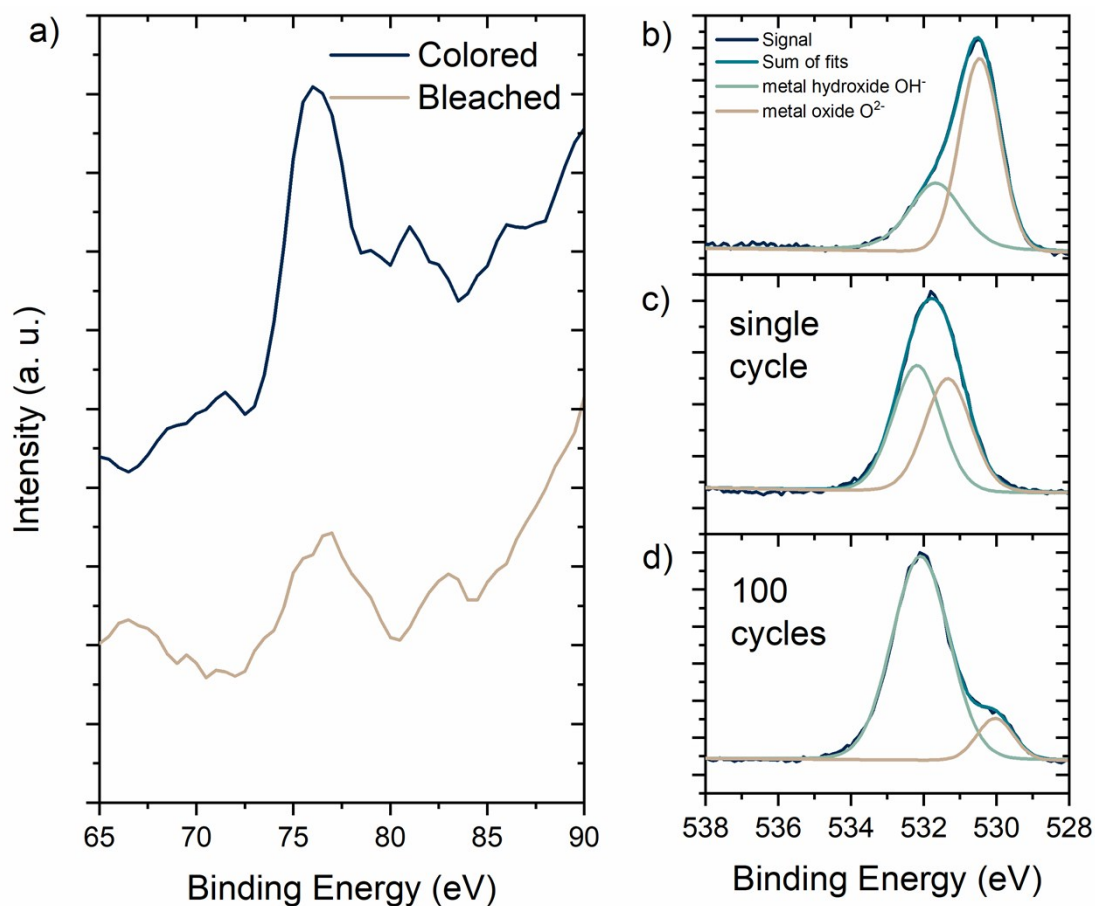 a)
Colored
Bleached
Intensity (a. u.)
65 70 75 80 85 90
Binding Energy (eV)
b)
Signal
Sum of fits
metal hydroxide OH⁻
metal oxide O²⁻
c)
single
cycle
d)
100
cycles
538 536 534 532 530 528
Binding Energy (eV)